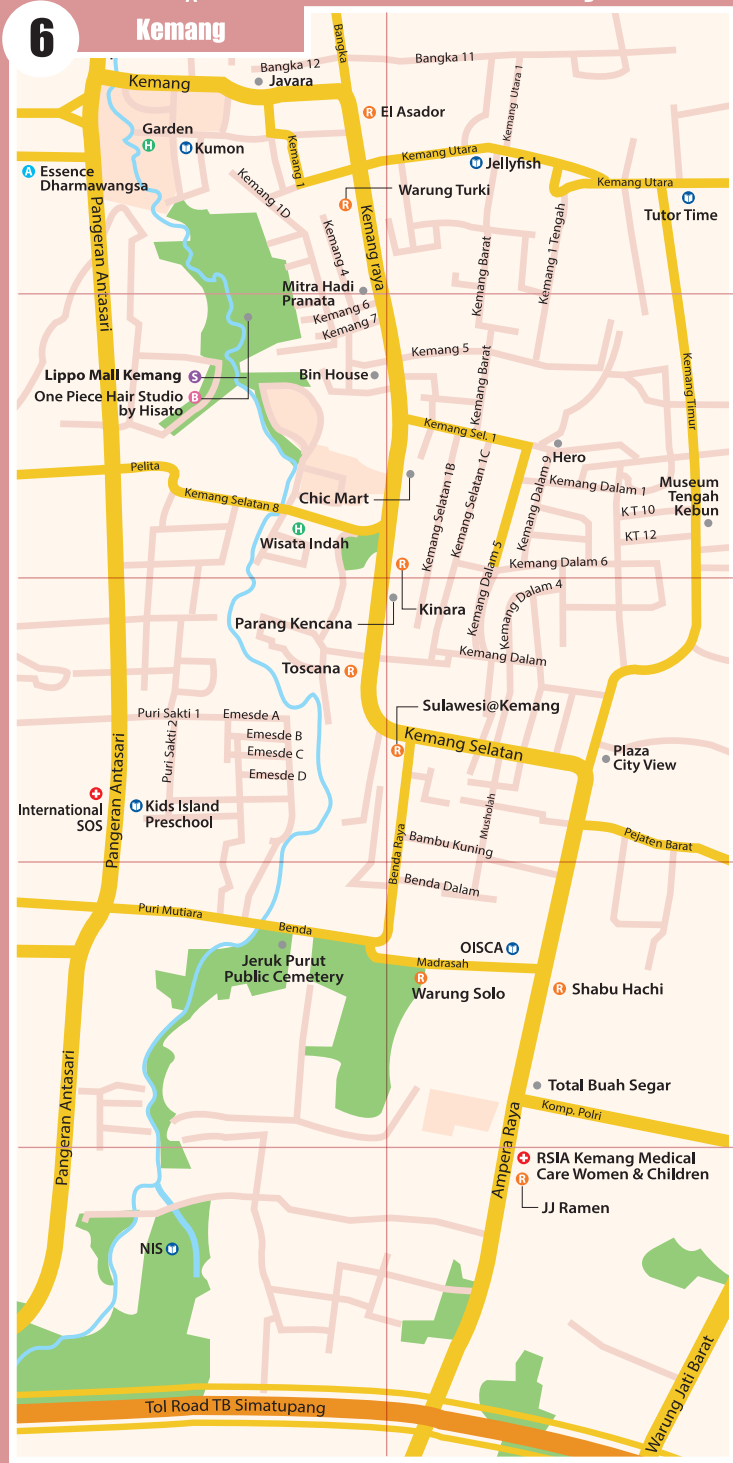 6
Kemang
Bangka
Bangka 11
Bangka 12
Kemang
Javara
Kemang Utara 1
El Asador
Garden
Kumon
Kemang 1
Kemang Utara
Jellyfish
Essence
Dharmawangsa
Kemang 1D
Warung Turki
Kemang Utara
Tutor Time
Pangeran Antasari
Kemang raya
Kemang 4
Kemang Barat
Kemang 1 Tengah
Mitra Hadi
Pranata
Kemang 6
Kemang 7
Kemang 5
Kemang Barat
Kemang Timur
Lippo Mall Kemang
S
Bin House
One Piece Hair Studio
by Hisato
B
Kemang Sel. 1
Hero
Pelita
Kemang Selatan 8
Chic Mart
Kemang Selatan 1B
Kemang Selatan 1C
Kemang Dalam 9
Kemang Dalam 1
Museum
Tengah
Kebun
KT 10
KT 12
H
Wisata Indah
Kemang Dalam 5
Kemang Dalam 6
R
Kinara
Kemang Dalam 4
Parang Kencana
Kemang Dalam
Toscana
R
Sulawesi@Kemang
Puri Sakti 1
Emesde A
Puri Sakti 2
Emesde B
Emesde C
Emesde D
R
Kemang Selatan
Plaza
City View
Pangeran Antasari
International
SOS
Kids Island
Preschool
Musholah
Bambu Kuning
Pejaten Barat
Benda Raya
Benda Dalam
Puri Mutiara
Benda
OISCA
Jeruk Purut
Public Cemetery
Madrasah
R
Warung Solo
R
Shabu Hachi
Pangeran Antasari
Total Buah Segar
Komp. Polri
Ampera Raya
RSIA Kemang Medical
Care Women & Children
R
JJ Ramen
NIS
Warung Jati Barat
Tol Road TB Simatupang